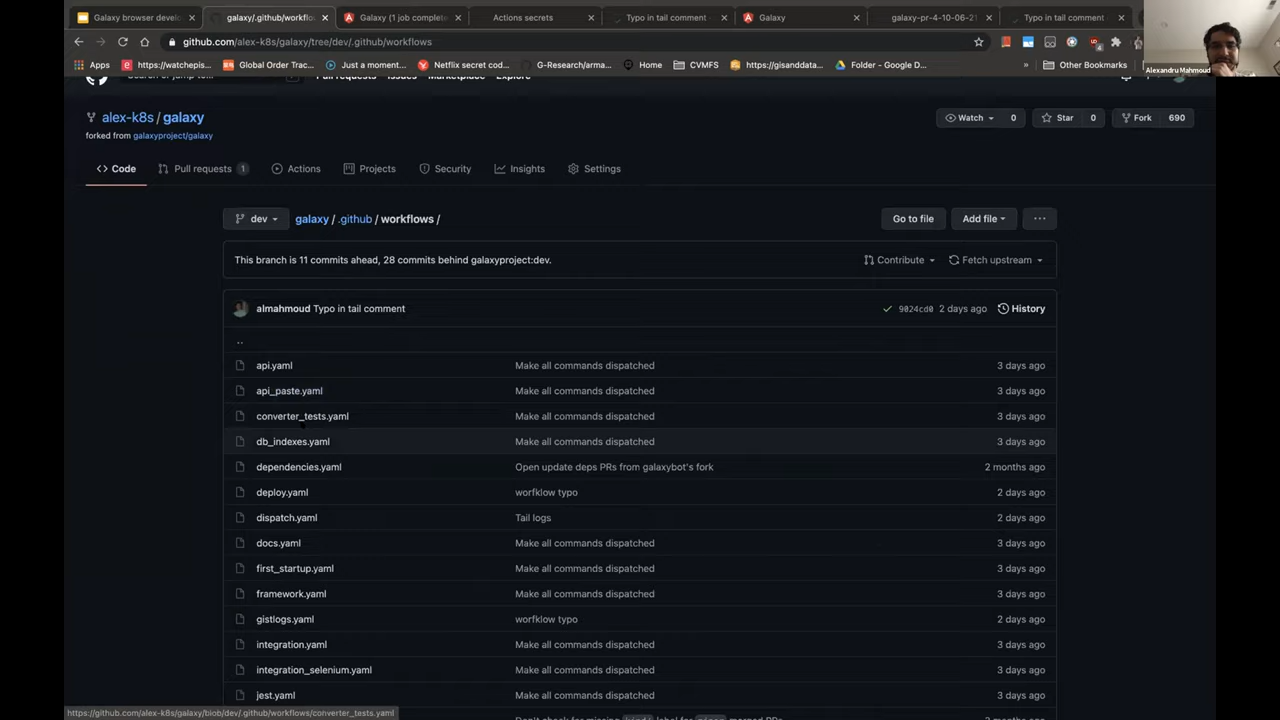 Galaxy browser develo
galaxy/.github/workflow
Galaxy (1 job complete
Actions secrets
Typo in tail comment
Galaxy
galaxy-pr-4-10-06-21
Typo in tail comment
github.com/alex-k8s/galaxy/tree/dev/.github/workflows
Apps
https://watchepis...
Global Order Trac...
Just a moment...
Netflix secret cod...
G-Research/arma...
Home
CVMFS
https://gisanddata...
Folder - Google D...
»
Other Bookmarks
Alexandru Mahmoud
Pull requests Issues Marketplace Explore
alex-k8s / galaxy
forked from galaxyproject/galaxy
Watch 0
Star 0
Fork 690
<> Code
Pull requests 1
Actions
Projects
Security
Insights
Settings
dev
galaxy / .github / workflows /
Go to file
Add file
...
This branch is 11 commits ahead, 28 commits behind galaxyproject:dev.
Contribute
Fetch upstream
almahmoud Typo in tail comment
9024cd0 2 days ago
History
..
api.yaml Make all commands dispatched 3 days ago
api_paste.yaml Make all commands dispatched 3 days ago
converter_tests.yaml Make all commands dispatched 3 days ago
db_indexes.yaml Make all commands dispatched 3 days ago
dependencies.yaml Open update deps PRs from galaxybot's fork 2 months ago
deploy.yaml worfklow typo 2 days ago
dispatch.yaml Tail logs 2 days ago
docs.yaml Make all commands dispatched 3 days ago
first_startup.yaml Make all commands dispatched 3 days ago
framework.yaml Make all commands dispatched 3 days ago
gistlogs.yaml worfklow typo 2 days ago
integration.yaml Make all commands dispatched 3 days ago
integration_selenium.yaml Make all commands dispatched 3 days ago
jest.yaml Make all commands dispatched 3 days ago
https://github.com/alex-k8s/galaxy/blob/dev/.github/workflows/converter_tests.yaml